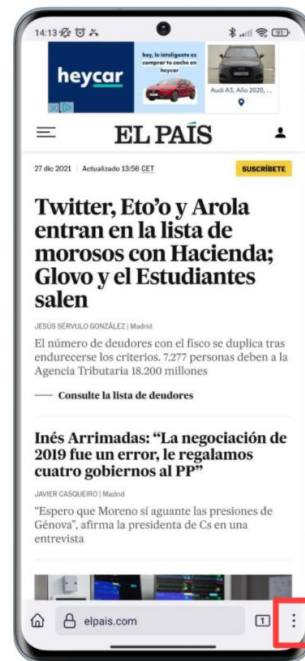 14:13
heycar
hey, lo inteligente es
comprar tu coche en
heycar
Audi A3, Año 2020, ...
EL PAÍS
27 dic 2021 | Actualizado 13:56 CET
SUSCRÍBETE
Twitter, Eto’o y Arola
entran en la lista de
morosos con Hacienda;
Glovo y el Estudiantes
salen
JESÚS SÉRVULO GONZÁLEZ | Madrid
El número de deudores con el fisco se duplica tras
endurecerse los criterios. 7.277 personas deben a la
Agencia Tributaria 18.200 millones
Consulte la lista de deudores
Inés Arrimadas: “La negociación de
2019 fue un error, le regalamos
cuatro gobiernos al PP”
JAVIER CASQUEIRO | Madrid
“Espero que Moreno sí aguante las presiones de
Génova”, afirma la presidenta de Cs en una
entrevista
elpais.com
1